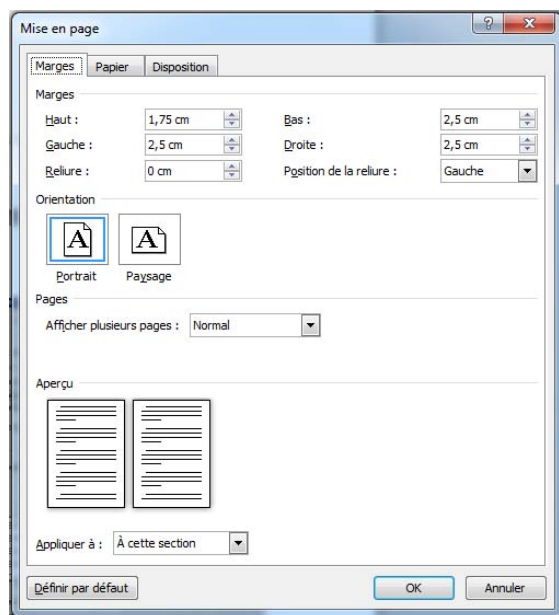 Mise en page
Marges Papier Disposition
Marges
Haut : 1,75 cm Bas : 2,5 cm
Gauche : 2,5 cm Droite : 2,5 cm
Reliure : 0 cm Position de la reliure : Gauche
Orientation
A A
Portrait Paysage
Pages
Afficher plusieurs pages : Normal
Aperçu
Appliquer à : À cette section
Définir par défaut OK Annuler